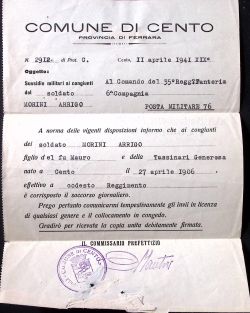 COMUNE DI CENTO
PROVINCIA DI FERRARA
N. 2912 di Prot. G. Cento, 11 aprile 1941 XIX°
Oggetto:
Sussidio militari ai congiunti
del soldato
MORINI ARRIGO
Al Comando del 35°Regg°Fanteria
6^Compagnia
POSTA MILITARE 76
A norma delle vigenti disposizioni informo che ai congiunti
del soldato MORINI ARRIGO
figlio del fu Mauro e della Tassinari Generosa
nato a Cento il 27 aprile 1906
effettivo a codesto Reggimento
è corrisposto il soccorso giornaliero.
Prego pertanto comunicarmi tempestivamente gli invii in licenza
di qualsiasi genere e il collocamento in congedo.
Gradirò per ricevuta la copia unita debitamente firmata.
IL COMMISSARIO PREFETTIZIO